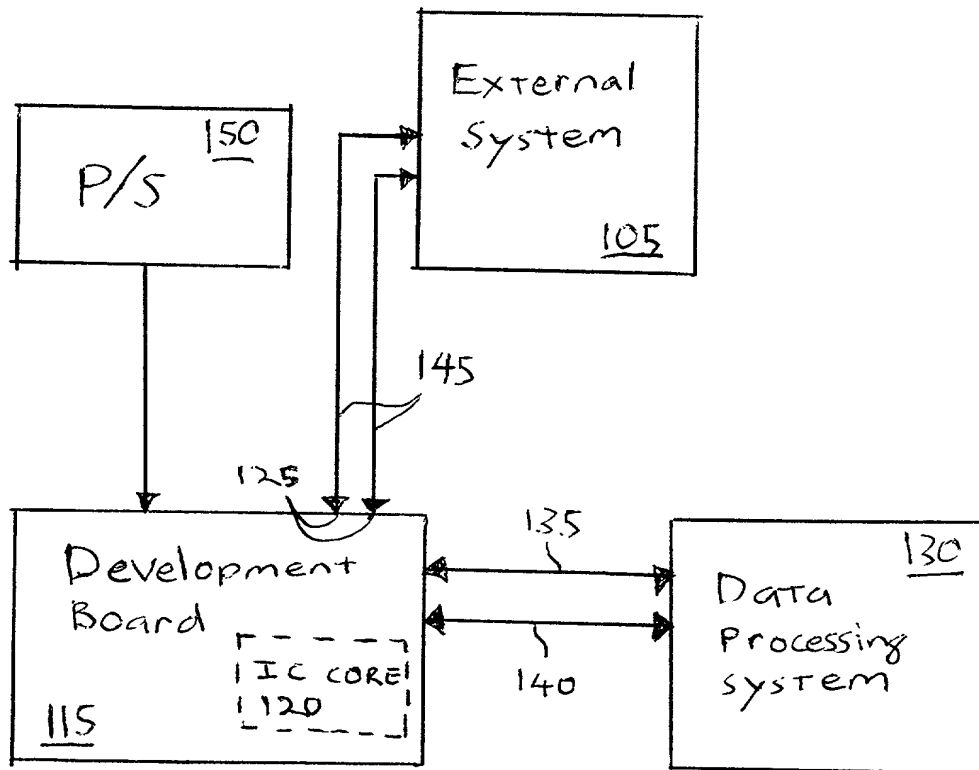 150
P/S
External
System
105
145
125
Development
Board
IC CORE
120
115
135
140
130
Data
Processing
system